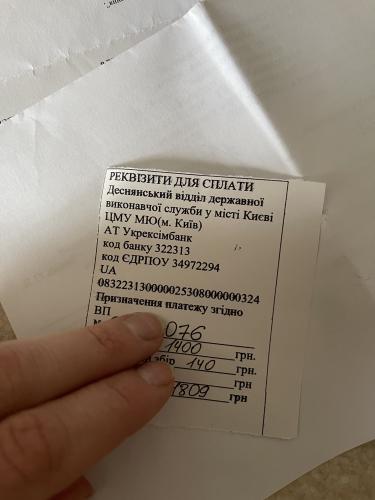 РЕКВІЗИТИ ДЛЯ СПЛАТИ
Деснянський відділ державної
виконавчої служби у місті Києві
ЦМУ МЮ(м. Київ)
АТ Укрексімбанк
код банку 322313
код ЄДРПОУ 34972294
UA
083223130000025308000000324
Призначення платежу згідно
ВП
076
1400 грн.
збір 140 грн.
грн
1809 грн